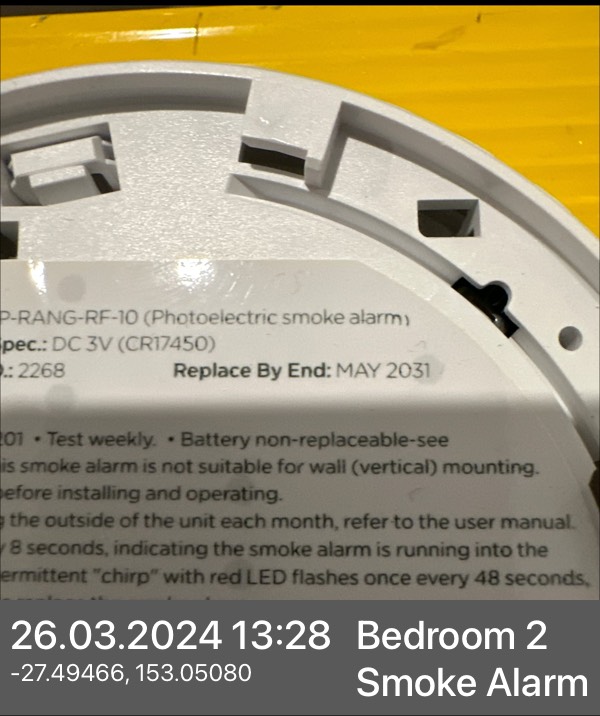 P-RANG-RF-10 (Photoelectric smoke alarm)
pec.: DC 3V (CR17450)
.: 2268 Replace By End: MAY 2031
01 • Test weekly. • Battery non-replaceable-see
is smoke alarm is not suitable for wall (vertical) mounting.
efore installing and operating.
the outside of the unit each month, refer to the user manual.
8 seconds, indicating the smoke alarm is running into the
ermittent "chirp" with red LED flashes once every 48 seconds,
26.03.2024 13:28
-27.49466, 153.05080
Bedroom 2
Smoke Alarm